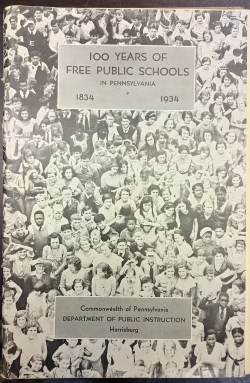 100 YEARS OF
FREE PUBLIC SCHOOLS
IN PENNSYLVANIA
1834 1934
Commonwealth of Pennsylvania
DEPARTMENT OF PUBLIC INSTRUCTION
Harrisburg